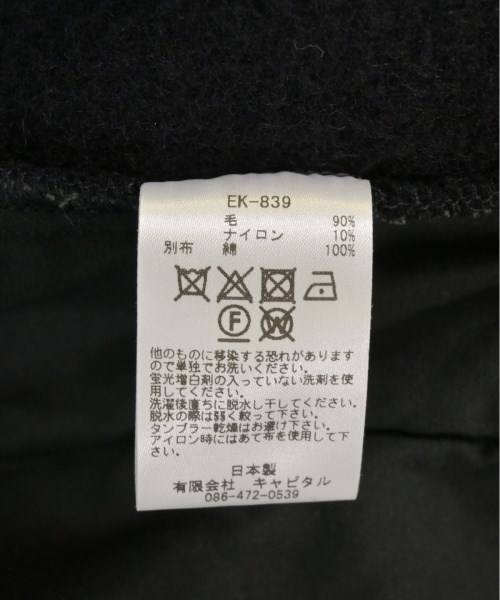 EK-839
毛 90%
ナイロン 10%
別布 綿 100%
F W
他のものに移染する恐れがあります
ので単独でお洗いください。
蛍光増白剤の入っていない洗剤を使
用してください。
洗濯後直ちに脱水し干してください。
脱水の際は弱く絞って下さい。
タンブラー乾燥はお避け下さい。
アイロン時にはあて布を使用して下
さい。
日本製
有限会社 キャピタル
086-472-0539